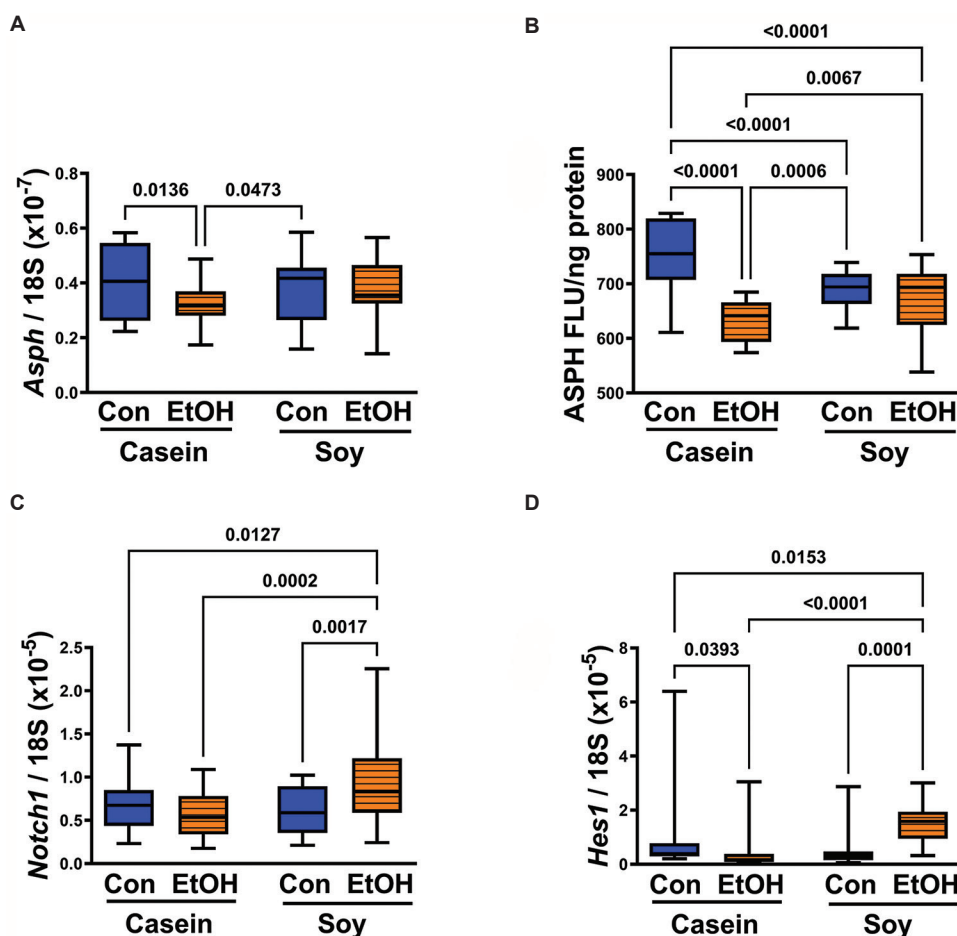 A
0.0136
0.0473
Asph / 18S (x10⁻⁷)
0.8
0.6
0.4
0.2
0.0
Con EtOH Con EtOH
Casein Soy
B
<0.0001
0.0067
<0.0001
<0.0001
0.0006
ASPH FLU/ng protein
900
800
700
600
500
Con EtOH Con EtOH
Casein Soy
C
0.0127
0.0002
0.0017
Notch1 / 18S (x10⁻⁵)
2.5
2.0
1.5
1.0
0.5
0.0
Con EtOH Con EtOH
Casein Soy
D
0.0153
<0.0001
0.0393
0.0001
Hes1 / 18S (x10⁻⁵)
8
6
4
2
0
Con EtOH Con EtOH
Casein Soy